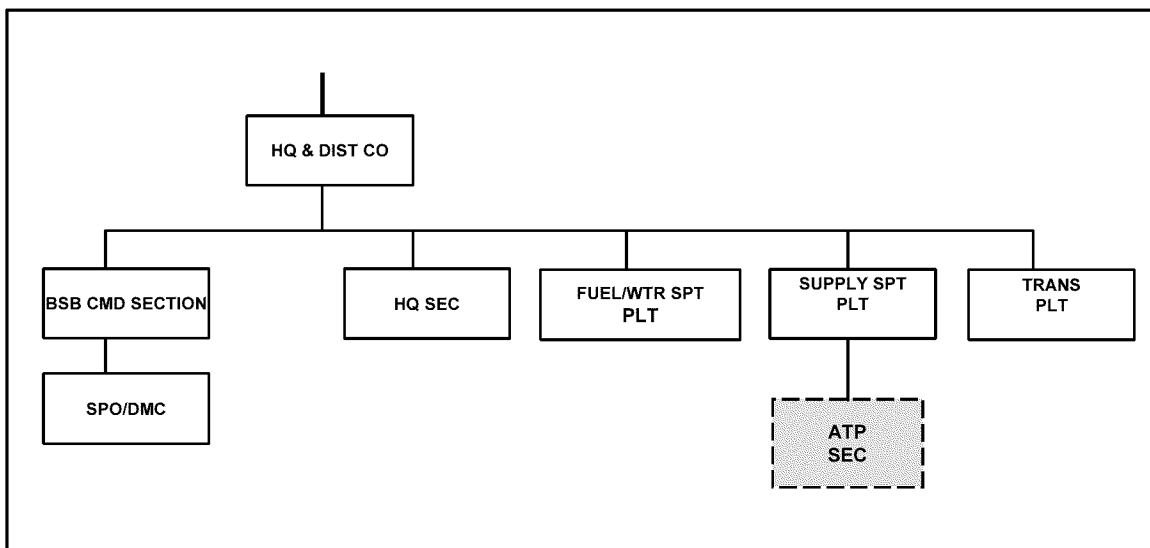 HQ & DIST CO
BSB CMD SECTION
HQ SEC
FUEL/WTR SPT
PLT
SUPPLY SPT
PLT
TRANS
PLT
SPO/DMC
ATP
SEC